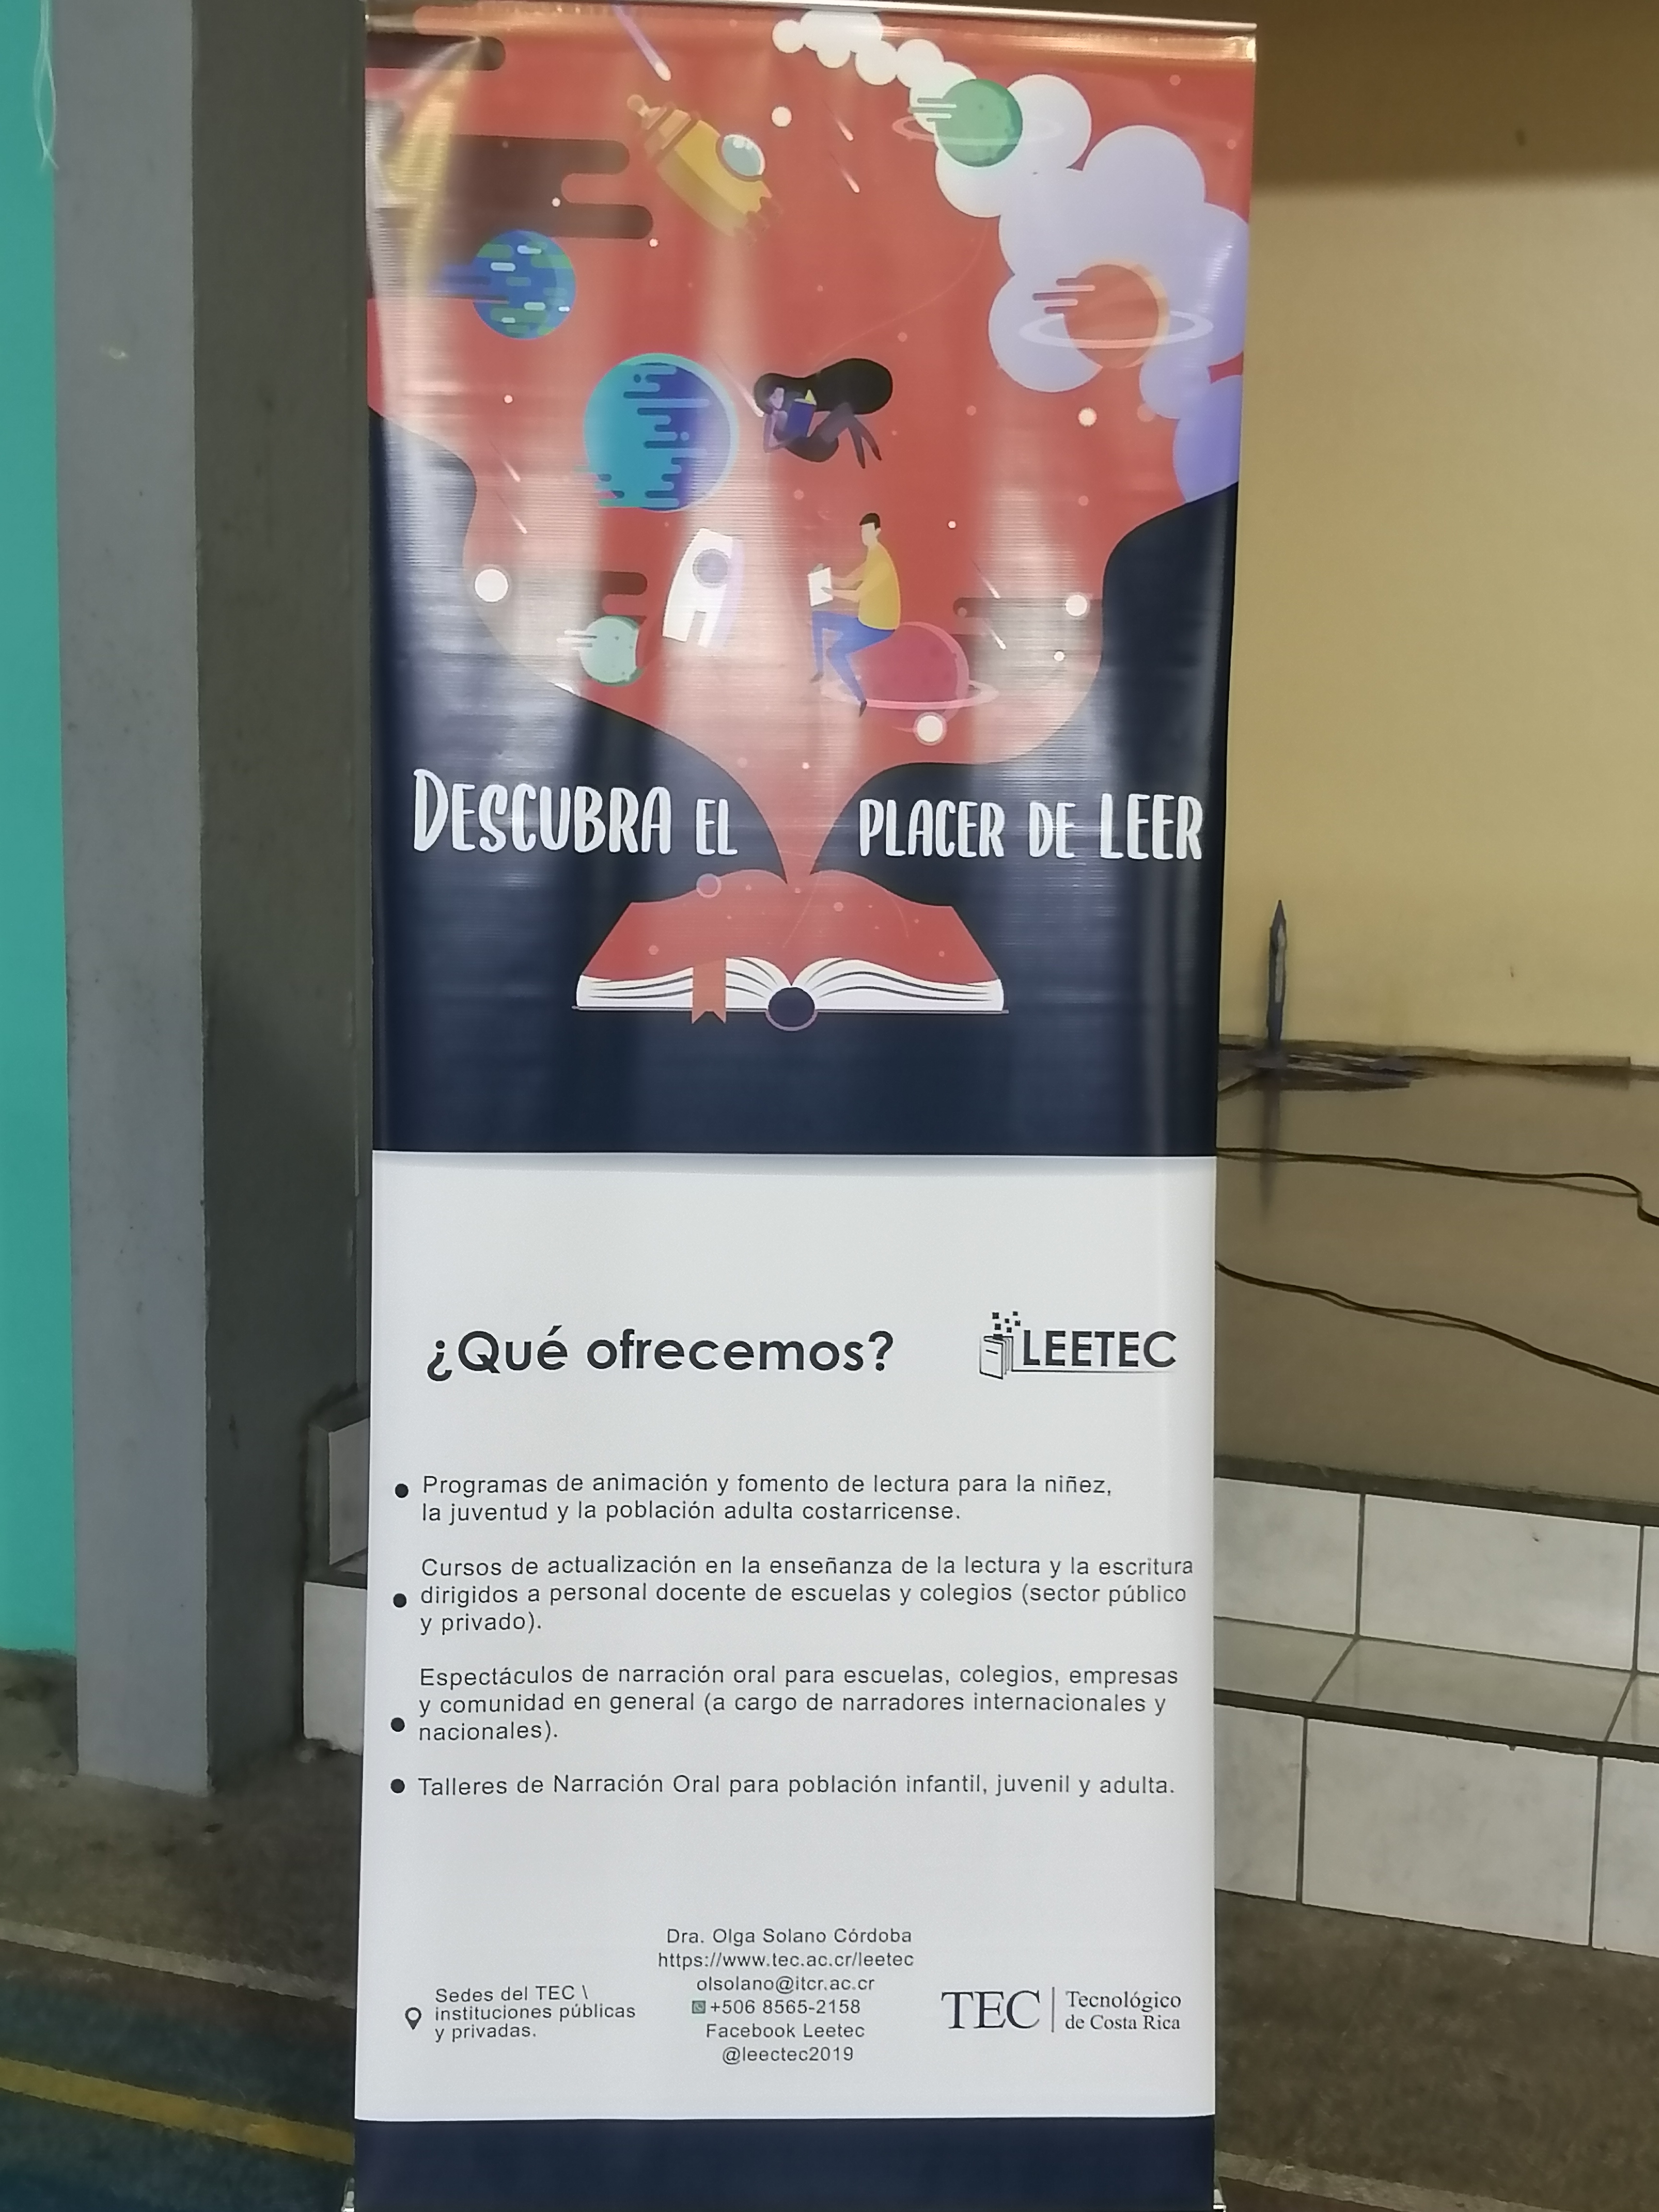 DESCUBRA EL PLACER DE LEER
¿Qué ofrecemos?
LEETEC
Programas de animación y fomento de lectura para la niñez,
la juventud y la población adulta costarricense.
Cursos de actualización en la enseñanza de la lectura y la escritura
dirigidos a personal docente de escuelas y colegios (sector público
y privado).
Espectáculos de narración oral para escuelas, colegios, empresas
y comunidad en general (a cargo de narradores internacionales y
nacionales).
Talleres de Narración Oral para población infantil, juvenil y adulta.
Sedes del TEC \
instituciones públicas
y privadas.
Dra. Olga Solano Córdoba
https://www.tec.ac.cr/leetec
olsolano@itcr.ac.cr
+506 8565-2158
Facebook Leetec
@leectec2019
TEC | Tecnológico
de Costa Rica